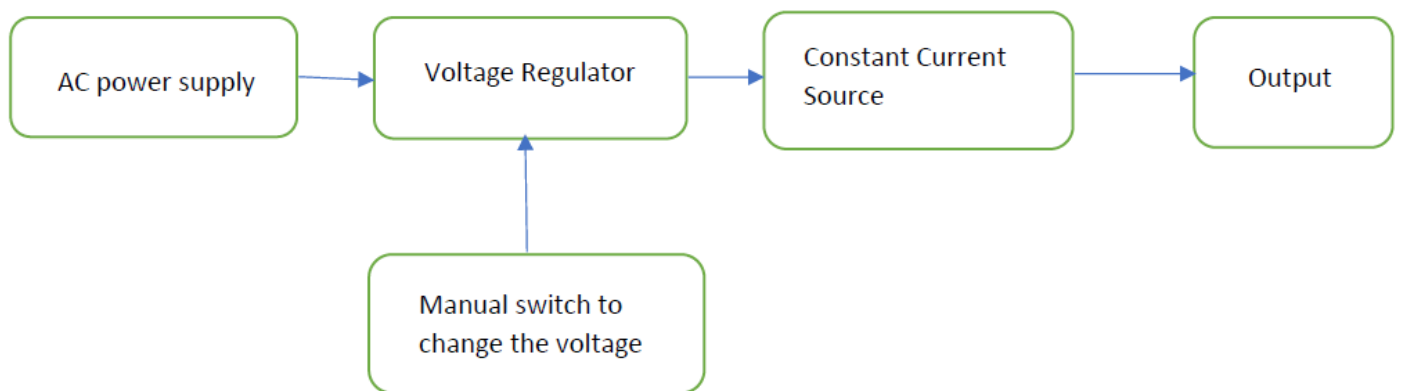 AC power supply
Voltage Regulator
Constant Current
Source
Output
Manual switch to
change the voltage